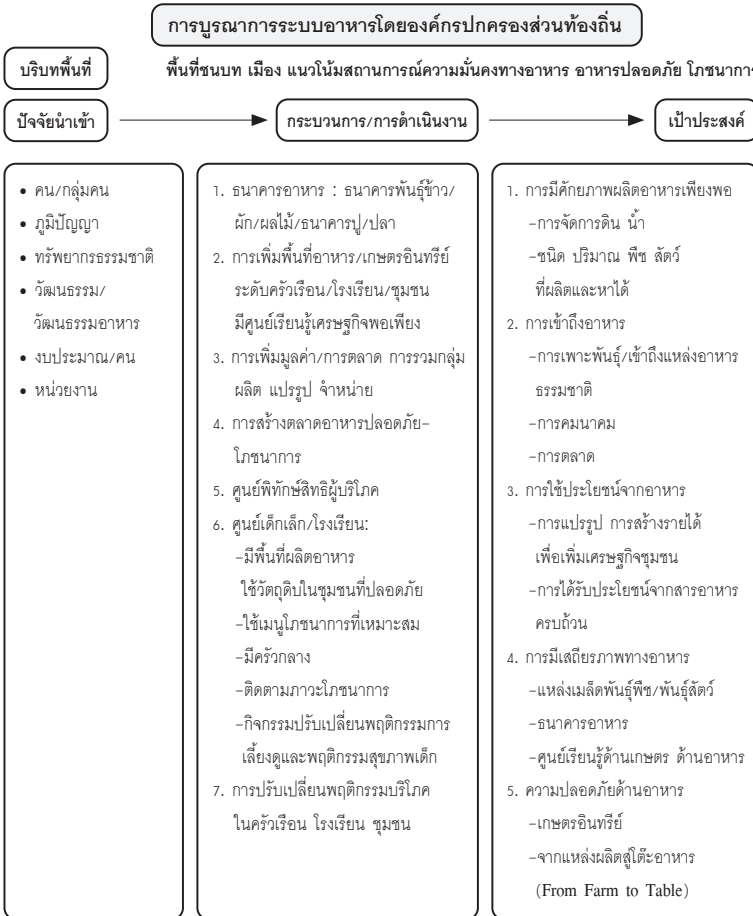 การบูรณาการระบบอาหารโดยองค์กรปกครองส่วนท้องถิ่น
บริบทพื้นที่
พื้นที่ชนบท เมือง แนวโน้มสถานการณ์ความมั่นคงทางอาหาร อาหารปลอดภัย โภชนาการ
ปัจจัยนำเข้า
กระบวนการ/การดำเนินงาน
เป้าประสงค์
• คน/กลุ่มคน
• ภูมิปัญญา
• ทรัพยากรธรรมชาติ
• วัฒนธรรม/
วัฒนธรรมอาหาร
• งบประมาณ/คน
• หน่วยงาน
1. ธนาคารอาหาร : ธนาคารพันธุ์ข้าว/
ผัก/ผลไม้/ธนาคารปู/ปลา
2. การเพิ่มพื้นที่อาหาร/เกษตรอินทรีย์
ระดับครัวเรือน/โรงเรียน/ชุมชน
มีศูนย์เรียนรู้เศรษฐกิจพอเพียง
3. การเพิ่มมูลค่า/การตลาด การรวมกลุ่ม
ผลิต แปรรูป จำหน่าย
4. การสร้างตลาดอาหารปลอดภัย-
โภชนาการ
5. ศูนย์พิทักษ์สิทธิผู้บริโภค
6. ศูนย์เด็กเล็ก/โรงเรียน:
-มีพื้นที่ผลิตอาหาร
ใช้วัตถุดิบในชุมชนที่ปลอดภัย
-ใช้เมนูโภชนาการที่เหมาะสม
-มีครัวกลาง
-ติดตามภาวะโภชนาการ
-กิจกรรมปรับเปลี่ยนพฤติกรรมการ
เลี้ยงดูและพฤติกรรมสุขภาพเด็ก
7. การปรับเปลี่ยนพฤติกรรมบริโภค
ในครัวเรือน โรงเรียน ชุมชน
1. การมีศักยภาพผลิตอาหารเพียงพอ
-การจัดการดิน น้ำ
-ชนิด ปริมาณ พืช สัตว์
ที่ผลิตและหาได้
2. การเข้าถึงอาหาร
-การเพาะพันธุ์/เข้าถึงแหล่งอาหาร
ธรรมชาติ
-การคมนาคม
-การตลาด
3. การใช้ประโยชน์จากอาหาร
-การแปรรูป การสร้างรายได้
เพื่อเพิ่มเศรษฐกิจชุมชน
-การได้รับประโยชน์จากสารอาหาร
ครบถ้วน
4. การมีเสถียรภาพทางอาหาร
-แหล่งเมล็ดพันธุ์พืช/พันธุ์สัตว์
-ธนาคารอาหาร
-ศูนย์เรียนรู้ด้านเกษตร ด้านอาหาร
5. ความปลอดภัยด้านอาหาร
-เกษตรอินทรีย์
-จากแหล่งผลิตสู่โต๊ะอาหาร
(From Farm to Table)